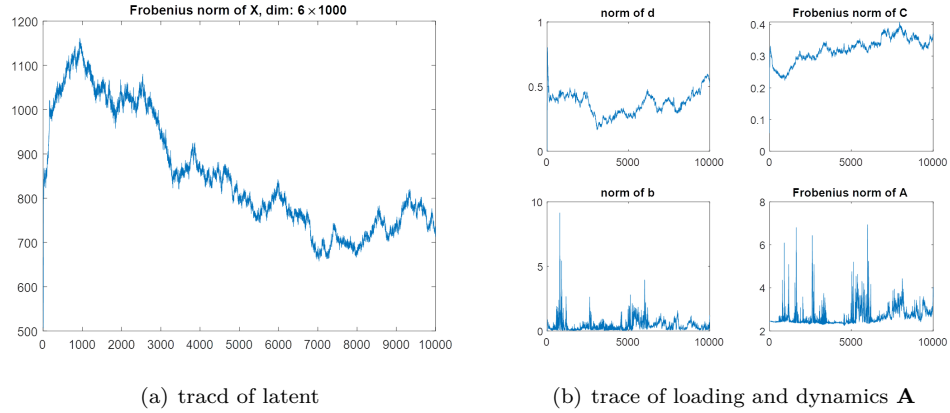 Frobenius norm of X, dim: 6×1000
1200
1100
1000
900
800
700
600
500
0 1000 2000 3000 4000 5000 6000 7000 8000 9000 10000
(a) tracd of latent
norm of d
1
0.5
0
0 5000 10000
Frobenius norm of C
0.4
0.3
0.2
0.1
0
0 5000 10000
norm of b
10
5
0
0 5000 10000
Frobenius norm of A
8
6
4
2
0 5000 10000
(b) trace of loading and dynamics A